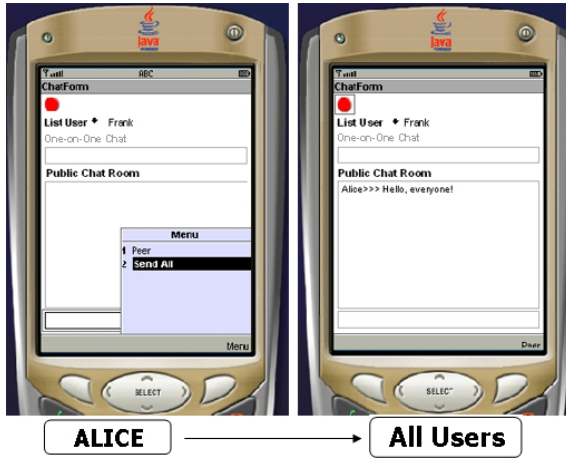 Java
ABC
ChatForm
List User Frank
One-on-One Chat
Public Chat Room
Menu
1 Peer
2 Send All
Menu
SELECT
Java
ChatForm
List User Frank
One-on-One Chat
Public Chat Room
Alice>>> Hello, everyone!
Peer
SELECT
ALICE
All Users